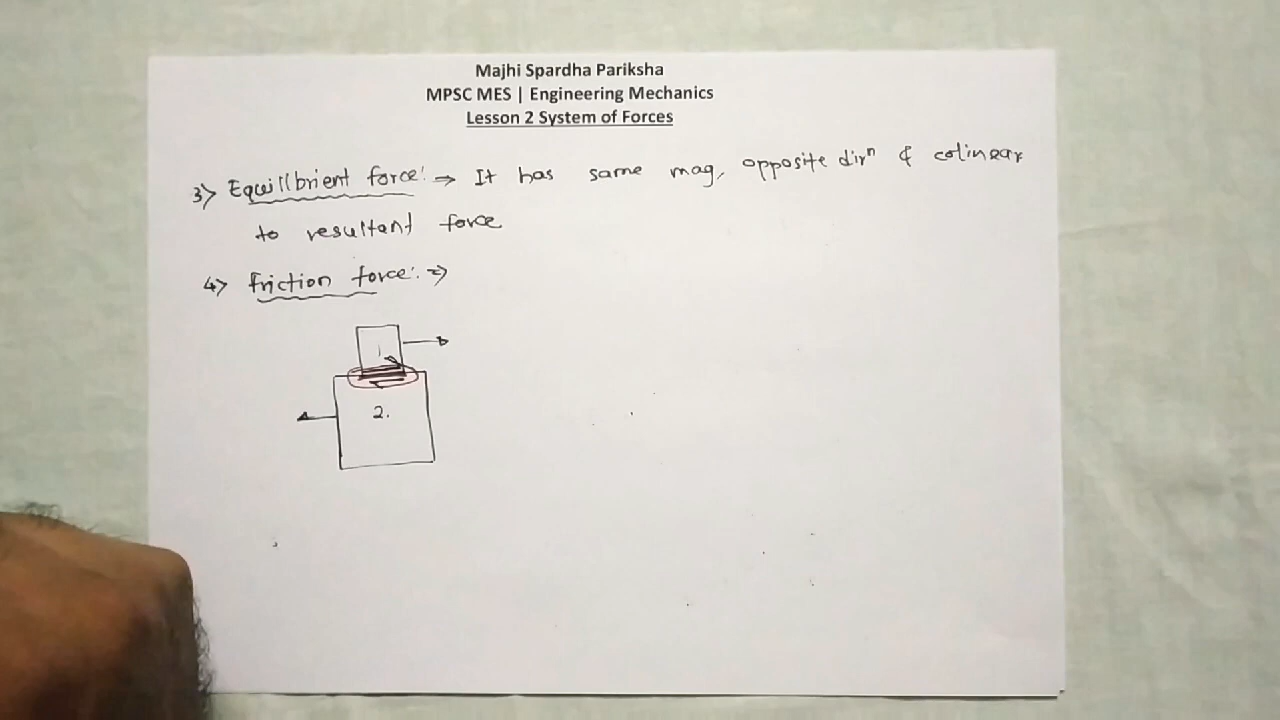 Majhi Spardha Pariksha
MPSC MES | Engineering Mechanics
Lesson 2 System of Forces
3> Equillbrient force:→ It has same mag, opposite dirⁿ & colinear
to resultant force
4> friction force:⇒
1
2.